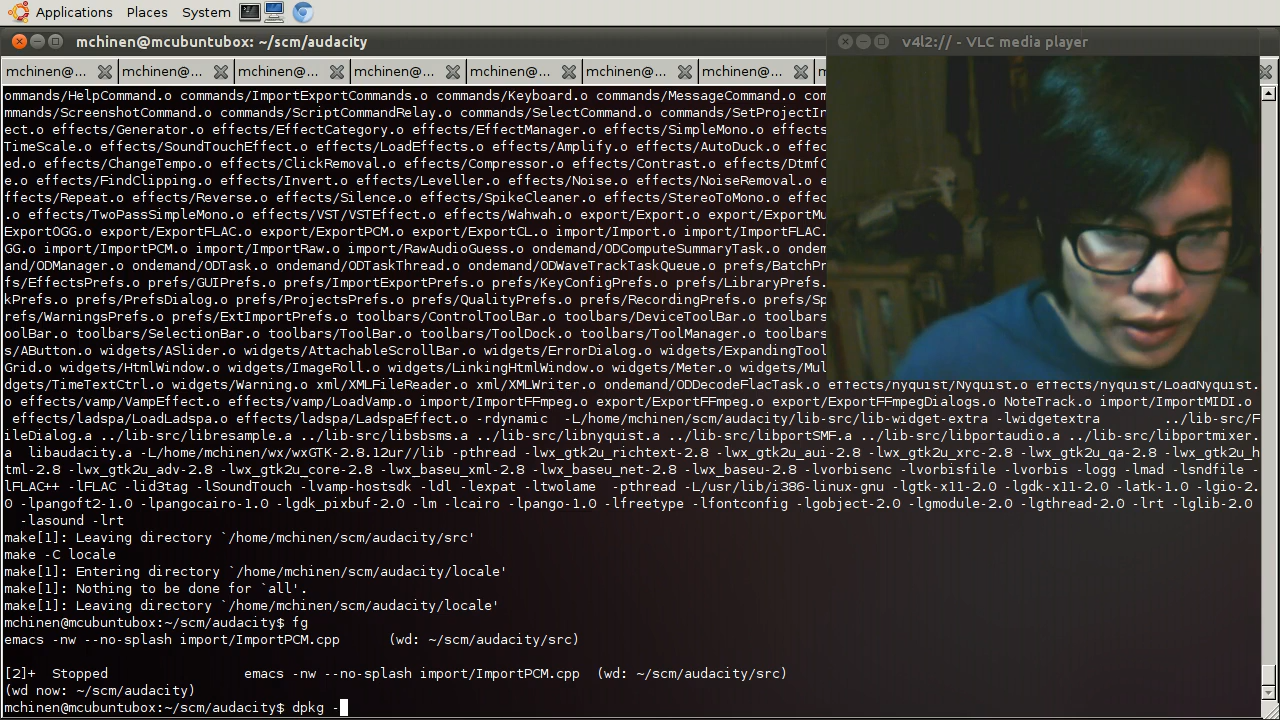 Applications Places System
mchinen@mcubuntubox: ~/scm/audacity
v4l2:// - VLC media player
mchinen@... mchinen@... mchinen@... mchinen@... mchinen@... mchinen@... mchinen@...
ommands/HelpCommand.o commands/ImportExportCommands.o commands/Keyboard.o commands/MessageCommand.o com
mmands/ScreenshotCommand.o commands/ScriptCommandRelay.o commands/SelectCommand.o commands/SetProjectIn
ect.o effects/Generator.o effects/EffectCategory.o effects/EffectManager.o effects/SimpleMono.o effects
TimeScale.o effects/SoundTouchEffect.o effects/LoadEffects.o effects/Amplify.o effects/AutoDuck.o effec
ed.o effects/ChangeTempo.o effects/ClickRemoval.o effects/Compressor.o effects/Contrast.o effects/DtmfG
e.o effects/FindClipping.o effects/Invert.o effects/Leveller.o effects/Noise.o effects/NoiseRemoval.o e
ffects/Repeat.o effects/Reverse.o effects/Silence.o effects/SpikeCleaner.o effects/StereoToMono.o effec
.o effects/TwoPassSimpleMono.o effects/VST/VSTEffect.o effects/Wahwah.o export/Export.o export/ExportMu
ExportOGG.o export/ExportFLAC.o export/ExportPCM.o export/ExportCL.o import/Import.o import/ImportFLAC.
GG.o import/ImportPCM.o import/ImportRaw.o import/RawAudioGuess.o ondemand/ODComputeSummaryTask.o ondem
and/ODManager.o ondemand/ODTask.o ondemand/ODTaskThread.o ondemand/ODWaveTrackTaskQueue.o prefs/BatchPr
fs/EffectsPrefs.o prefs/GUIPrefs.o prefs/ImportExportPrefs.o prefs/KeyConfigPrefs.o prefs/LibraryPrefs.
kPrefs.o prefs/PrefsDialog.o prefs/ProjectsPrefs.o prefs/QualityPrefs.o prefs/RecordingPrefs.o prefs/Sp
refs/WarningsPrefs.o prefs/ExtImportPrefs.o toolbars/ControlToolBar.o toolbars/DeviceToolBar.o toolbars
oolBar.o toolbars/SelectionBar.o toolbars/ToolBar.o toolbars/ToolDock.o toolbars/ToolManager.o toolbars
s/AButton.o widgets/ASlider.o widgets/AttachableScrollBar.o widgets/ErrorDialog.o widgets/ExpandingTool
Grid.o widgets/HtmlWindow.o widgets/ImageRoll.o widgets/LinkingHtmlWindow.o widgets/Meter.o widgets/Mul
dgets/TimeTextCtrl.o widgets/Warning.o xml/XMLFileReader.o xml/XMLWriter.o ondemand/ODDecodeFlacTask.o effects/nyquist/Nyquist.o effects/nyquist/LoadNyquist.
o effects/vamp/VampEffect.o effects/vamp/LoadVamp.o import/ImportFFmpeg.o export/ExportFFmpeg.o export/ExportFFmpegDialogs.o NoteTrack.o import/ImportMIDI.o
effects/ladspa/LoadLadspa.o effects/ladspa/LadspaEffect.o -rdynamic -L/home/mchinen/scm/audacity/lib-src/lib-widget-extra -lwidgetextra ../lib-src/F
ileDialog.a ../lib-src/libresample.a ../lib-src/libsbsms.a ../lib-src/libnyquist.a ../lib-src/libportSMF.a ../lib-src/libportaudio.a ../lib-src/libportmixer.
a libaudacity.a -L/home/mchinen/wx/wxGTK-2.8.12ur//lib -pthread -lwx_gtk2u_richtext-2.8 -lwx_gtk2u_aui-2.8 -lwx_gtk2u_xrc-2.8 -lwx_gtk2u_qa-2.8 -lwx_gtk2u_h
tml-2.8 -lwx_gtk2u_adv-2.8 -lwx_gtk2u_core-2.8 -lwx_baseu_xml-2.8 -lwx_baseu_net-2.8 -lwx_baseu-2.8 -lvorbisenc -lvorbisfile -lvorbis -logg -lmad -lsndfile -
lFLAC++ -lFLAC -lid3tag -lSoundTouch -lvamp-hostsdk -ldl -lexpat -ltwolame -pthread -L/usr/lib/i386-linux-gnu -lgtk-x11-2.0 -lgdk-x11-2.0 -latk-1.0 -lgio-2.
0 -lpangoft2-1.0 -lpangocairo-1.0 -lgdk_pixbuf-2.0 -lm -lcairo -lpango-1.0 -lfreetype -lfontconfig -lgobject-2.0 -lgmodule-2.0 -lgthread-2.0 -lrt -lglib-2.0
-lasound -lrt
make[1]: Leaving directory `/home/mchinen/scm/audacity/src'
make -C locale
make[1]: Entering directory `/home/mchinen/scm/audacity/locale'
make[1]: Nothing to be done for `all'.
make[1]: Leaving directory `/home/mchinen/scm/audacity/locale'
mchinen@mcubuntubox:~/scm/audacity$ fg
emacs -nw --no-splash import/ImportPCM.cpp (wd: ~/scm/audacity/src)
[2]+ Stopped emacs -nw --no-splash import/ImportPCM.cpp (wd: ~/scm/audacity/src)
(wd now: ~/scm/audacity)
mchinen@mcubuntubox:~/scm/audacity$ dpkg -